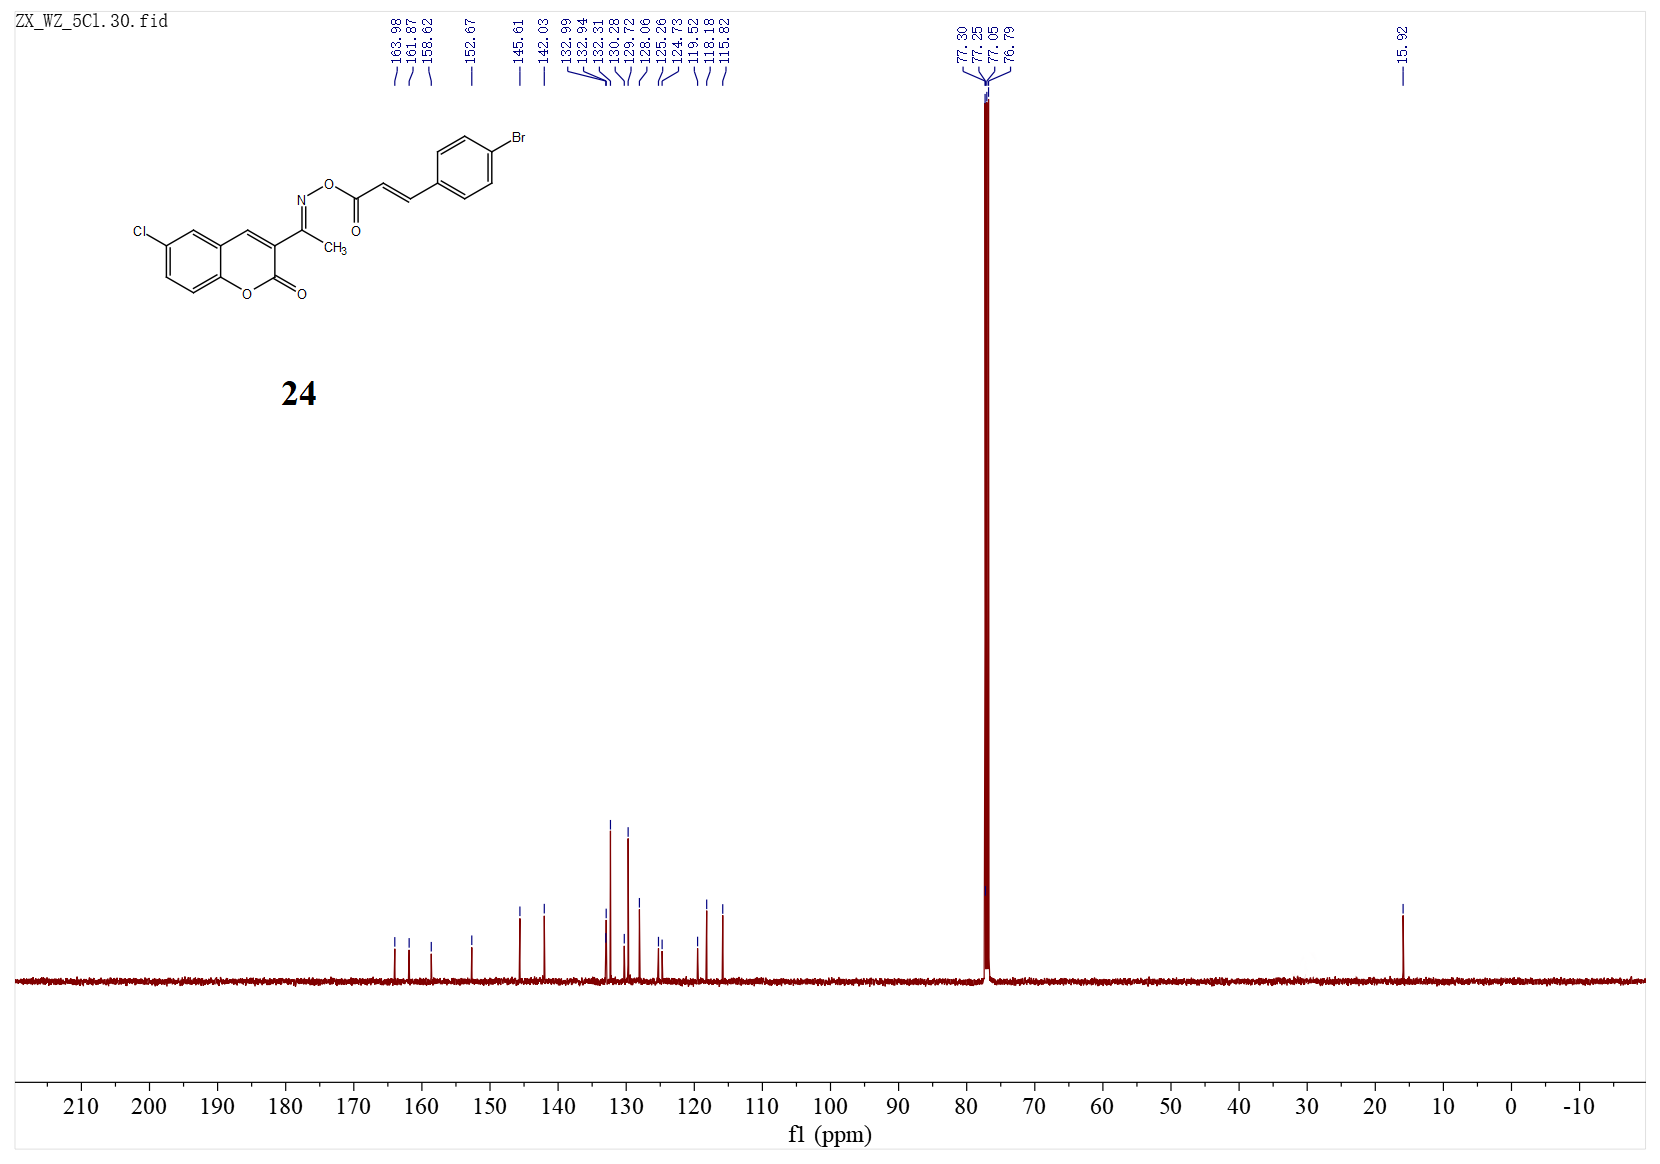 ZX_WZ_5Cl.30.fid
163.98
161.87
158.62
152.67
145.61
142.03
132.99
132.94
132.31
130.28
129.72
128.06
125.26
124.73
119.52
118.18
115.82
77.30
77.25
77.05
76.79
15.92
Br
O
N
O
Cl
CH3
O
O
24
210 200 190 180 170 160 150 140 130 120 110 100 90 80 70 60 50 40 30 20 10 0 -10
f1 (ppm)